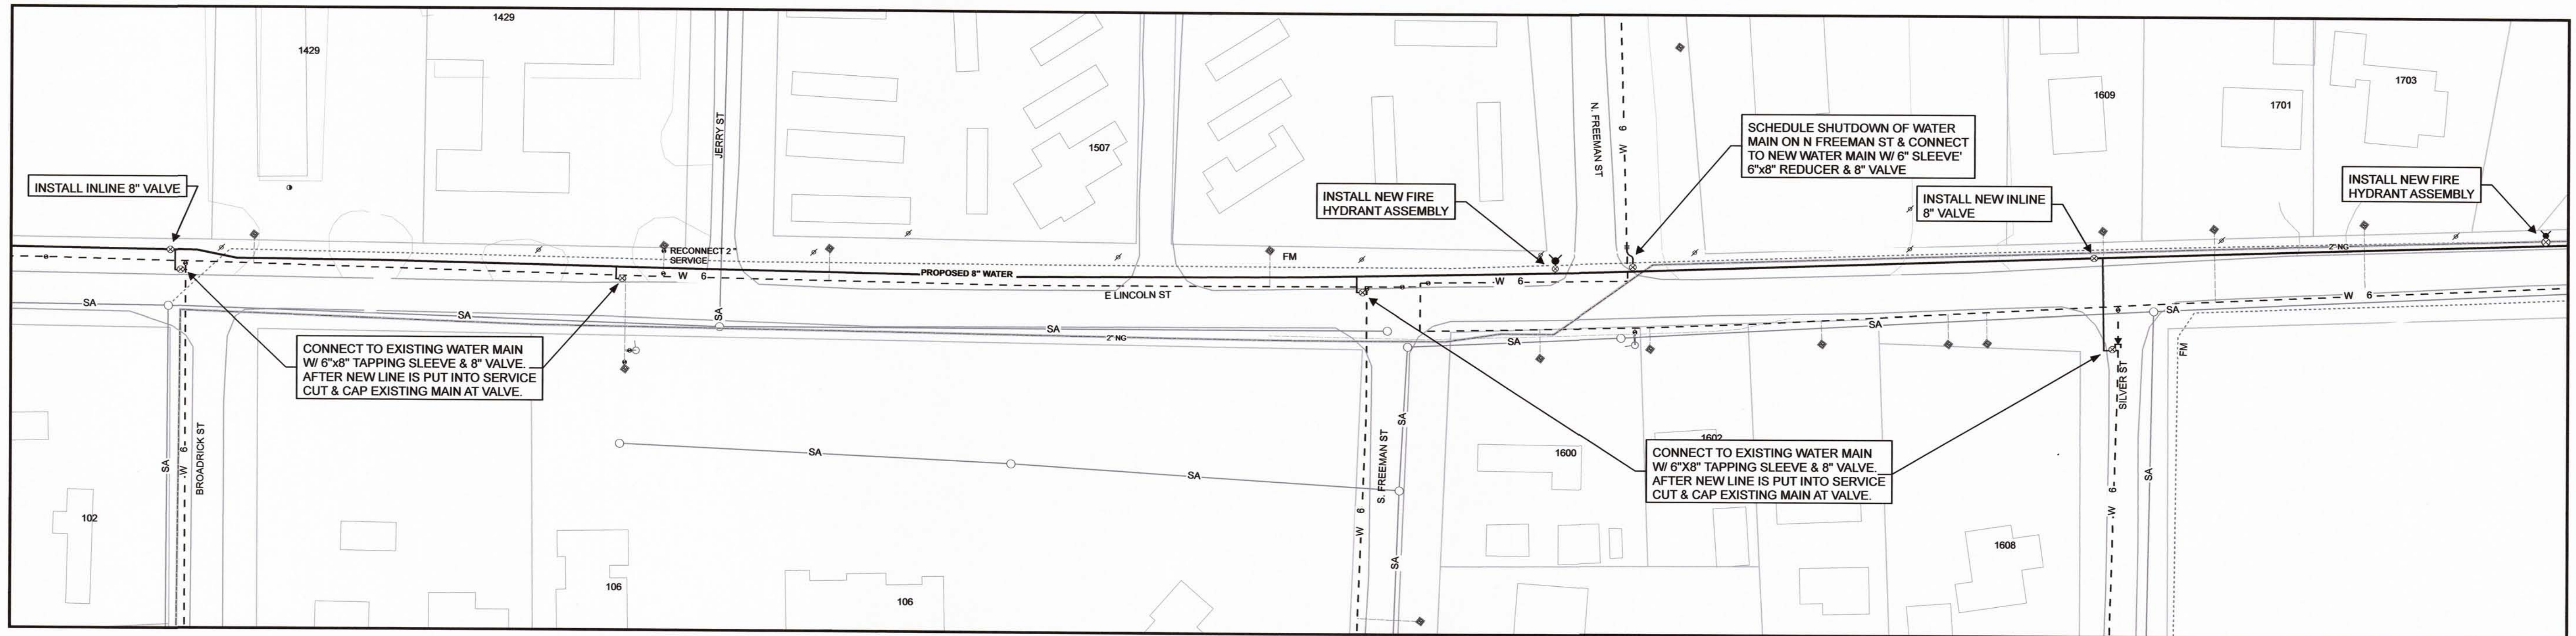 1429
1429
JERRY ST
1507
N. FREEMAN ST
6
W
1609
1701
1703
INSTALL INLINE 8" VALVE
INSTALL NEW FIRE
HYDRANT ASSEMBLY
SCHEDULE SHUTDOWN OF WATER
MAIN ON N FREEMAN ST & CONNECT
TO NEW WATER MAIN W/ 6" SLEEVE'
6"x8" REDUCER & 8" VALVE
INSTALL NEW INLINE
8" VALVE
INSTALL NEW FIRE
HYDRANT ASSEMBLY
RECONNECT 2 "
SERVICE
W 6
PROPOSED 8" WATER
FM
2" NG
E LINCOLN ST
W 6
W 6
SA
SA
SA
SA
2" NG
SA
SA
SA
FM
CONNECT TO EXISTING WATER MAIN
W/ 6"x8" TAPPING SLEEVE & 8" VALVE.
AFTER NEW LINE IS PUT INTO SERVICE
CUT & CAP EXISTING MAIN AT VALVE.
SA
W 6
BROADRICK ST
SA
SA
S. FREEMAN ST
W 6
SA
SA
1600
1602
CONNECT TO EXISTING WATER MAIN
W/ 6"X8" TAPPING SLEEVE & 8" VALVE.
AFTER NEW LINE IS PUT INTO SERVICE
CUT & CAP EXISTING MAIN AT VALVE.
SILVER ST
W 6
SA
102
106
106
1608